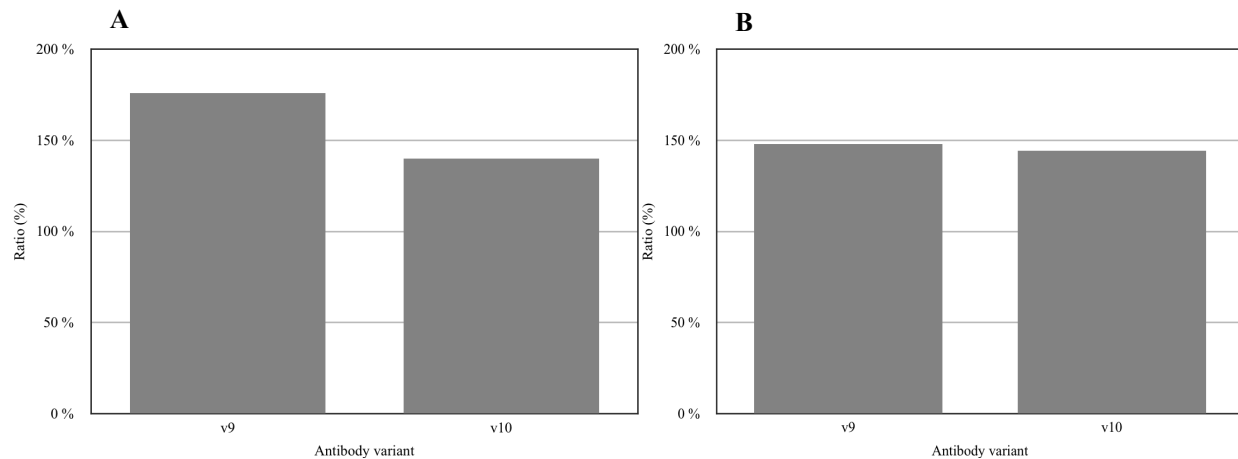 A
200 %
150 %
100 %
50 %
0 %
Ratio (%)
v9 v10
Antibody variant
B
200 %
150 %
100 %
50 %
0 %
Ratio (%)
v9 v10
Antibody variant